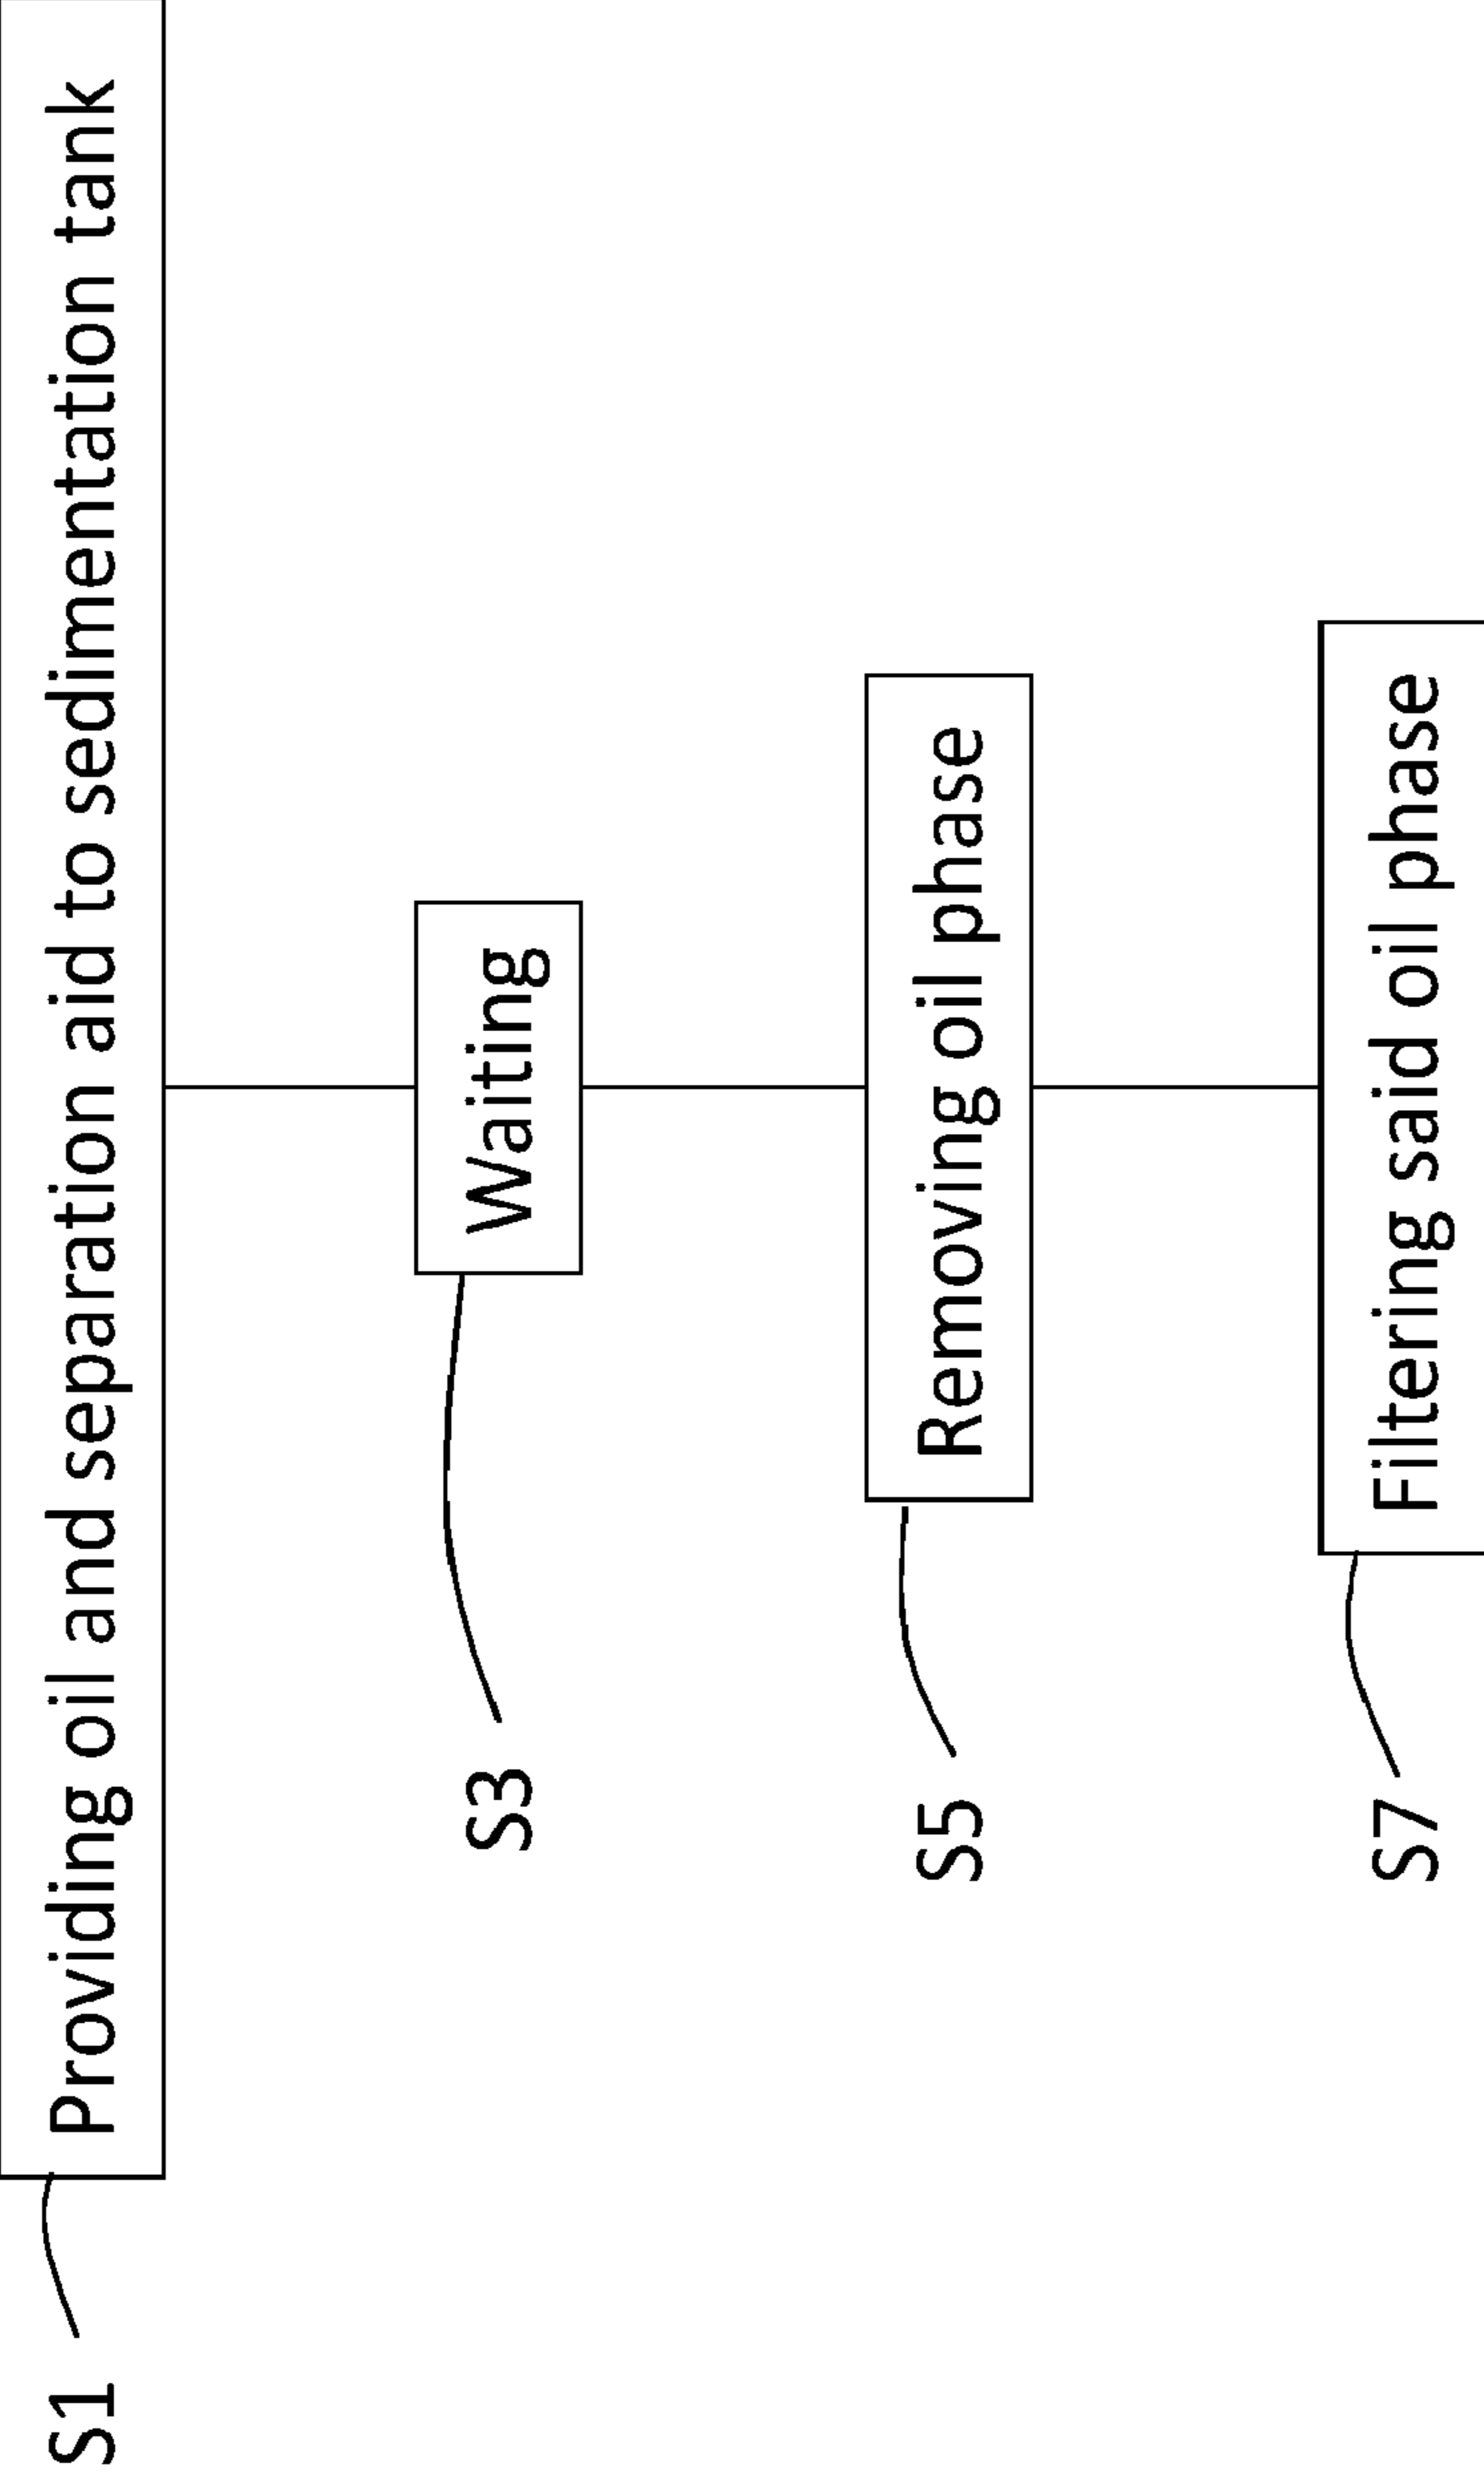 S1
Providing oil and separation aid to sedimentation tank
S3
Waiting
S5
Removing oil phase
S7
Filtering said oil phase